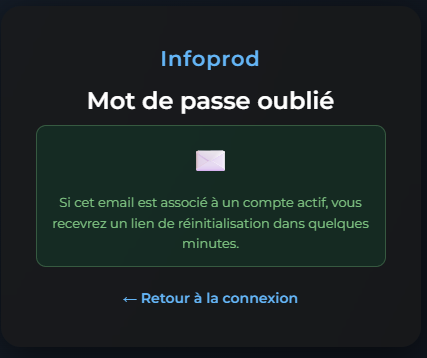 Infoprod
Mot de passe oublié
Si cet email est associé à un compte actif, vous
recevrez un lien de réinitialisation dans quelques
minutes.
← Retour à la connexion